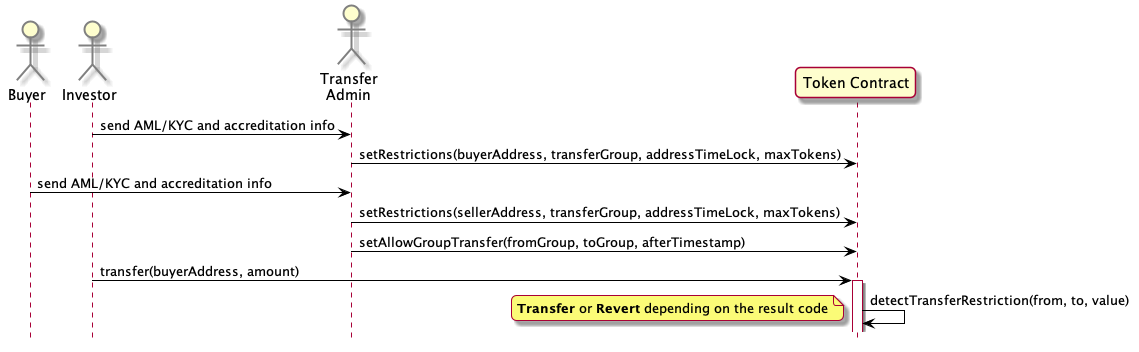 Buyer
Investor
Transfer
Admin
Token Contract
send AML/KYC and accreditation info
setRestrictions(buyerAddress, transferGroup, addressTimeLock, maxTokens)
send AML/KYC and accreditation info
setRestrictions(sellerAddress, transferGroup, addressTimeLock, maxTokens)
setAllowGroupTransfer(fromGroup, toGroup, afterTimestamp)
transfer(buyerAddress, amount)
Transfer or Revert depending on the result code
detectTransferRestriction(from, to, value)